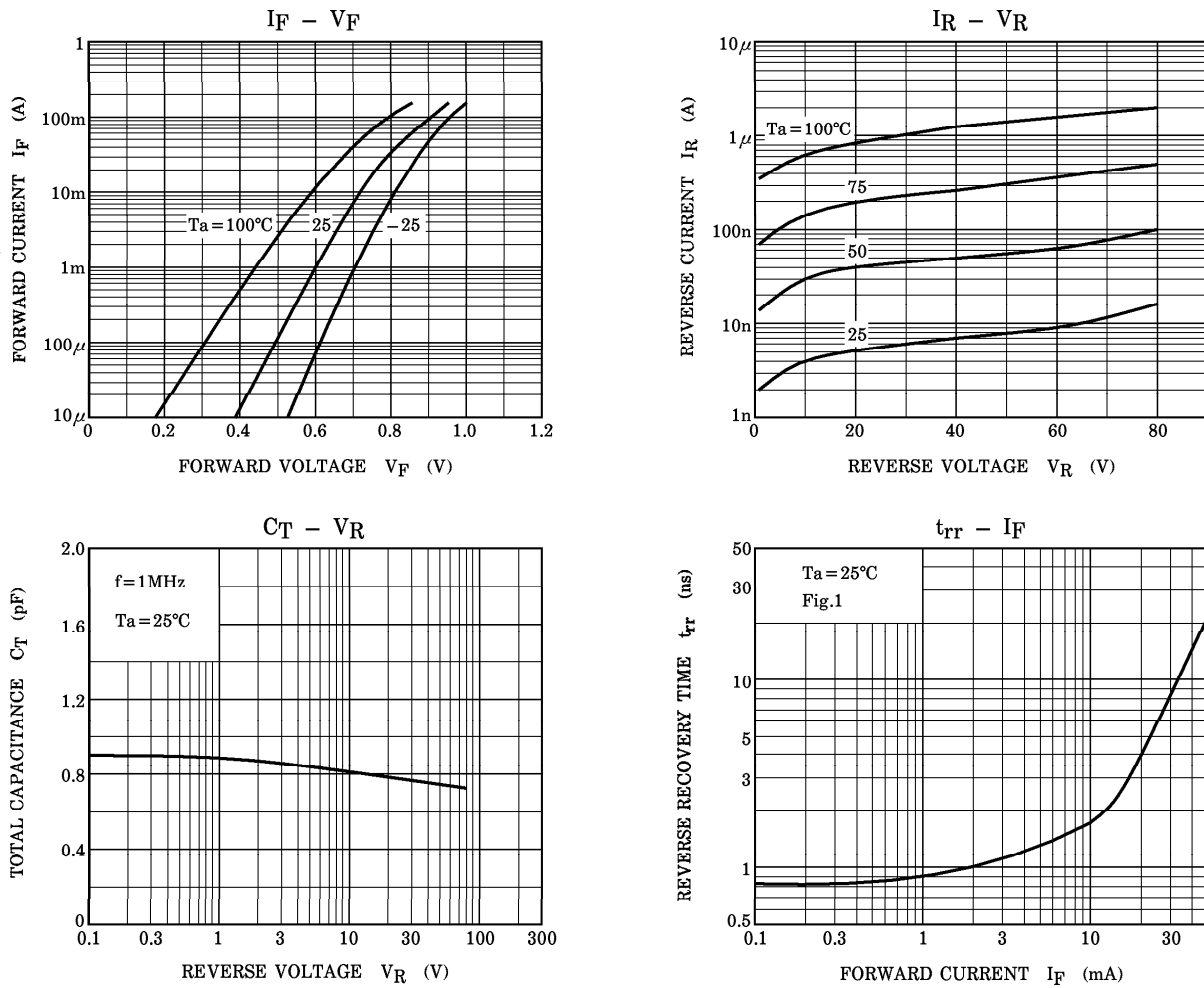 IF – VF
FORWARD CURRENT IF (A)
1
100m
10m
1m
100μ
10μ
Ta=100°C
25
−25
0 0.2 0.4 0.6 0.8 1.0 1.2
FORWARD VOLTAGE VF (V)
IR – VR
REVERSE CURRENT IR (A)
10μ
1μ
100n
10n
1n
Ta=100°C
75
50
25
0 20 40 60 80
REVERSE VOLTAGE VR (V)
CT – VR
TOTAL CAPACITANCE CT (pF)
2.0
1.6
1.2
0.8
0.4
0
f=1MHz
Ta=25°C
0.1 0.3 1 3 10 30 100 300
REVERSE VOLTAGE VR (V)
trr – IF
REVERSE RECOVERY TIME trr (ns)
50
30
10
5
3
1
0.5
Ta=25°C
Fig.1
0.1 0.3 1 3 10 30
FORWARD CURRENT IF (mA)